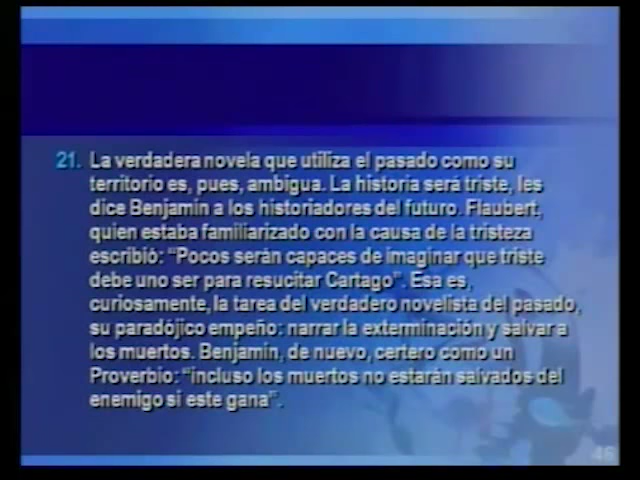 21. La verdadera novela que utiliza el pasado como su
territorio es, pues, ambigua. La historia será triste, les
dice Benjamin a los historiadores del futuro. Flaubert,
quien estaba familiarizado con la causa de la tristeza
escribió: “Pocos serán capaces de imaginar que triste
debe uno ser para resucitar Cartago”. Esa es,
curiosamente, la tarea del verdadero novelista del pasado,
su paradójico empeño: narrar la exterminación y salvar a
los muertos. Benjamin, de nuevo, certero como un
Proverbio: “incluso los muertos no estarán salvados del
enemigo si este gana”.
46